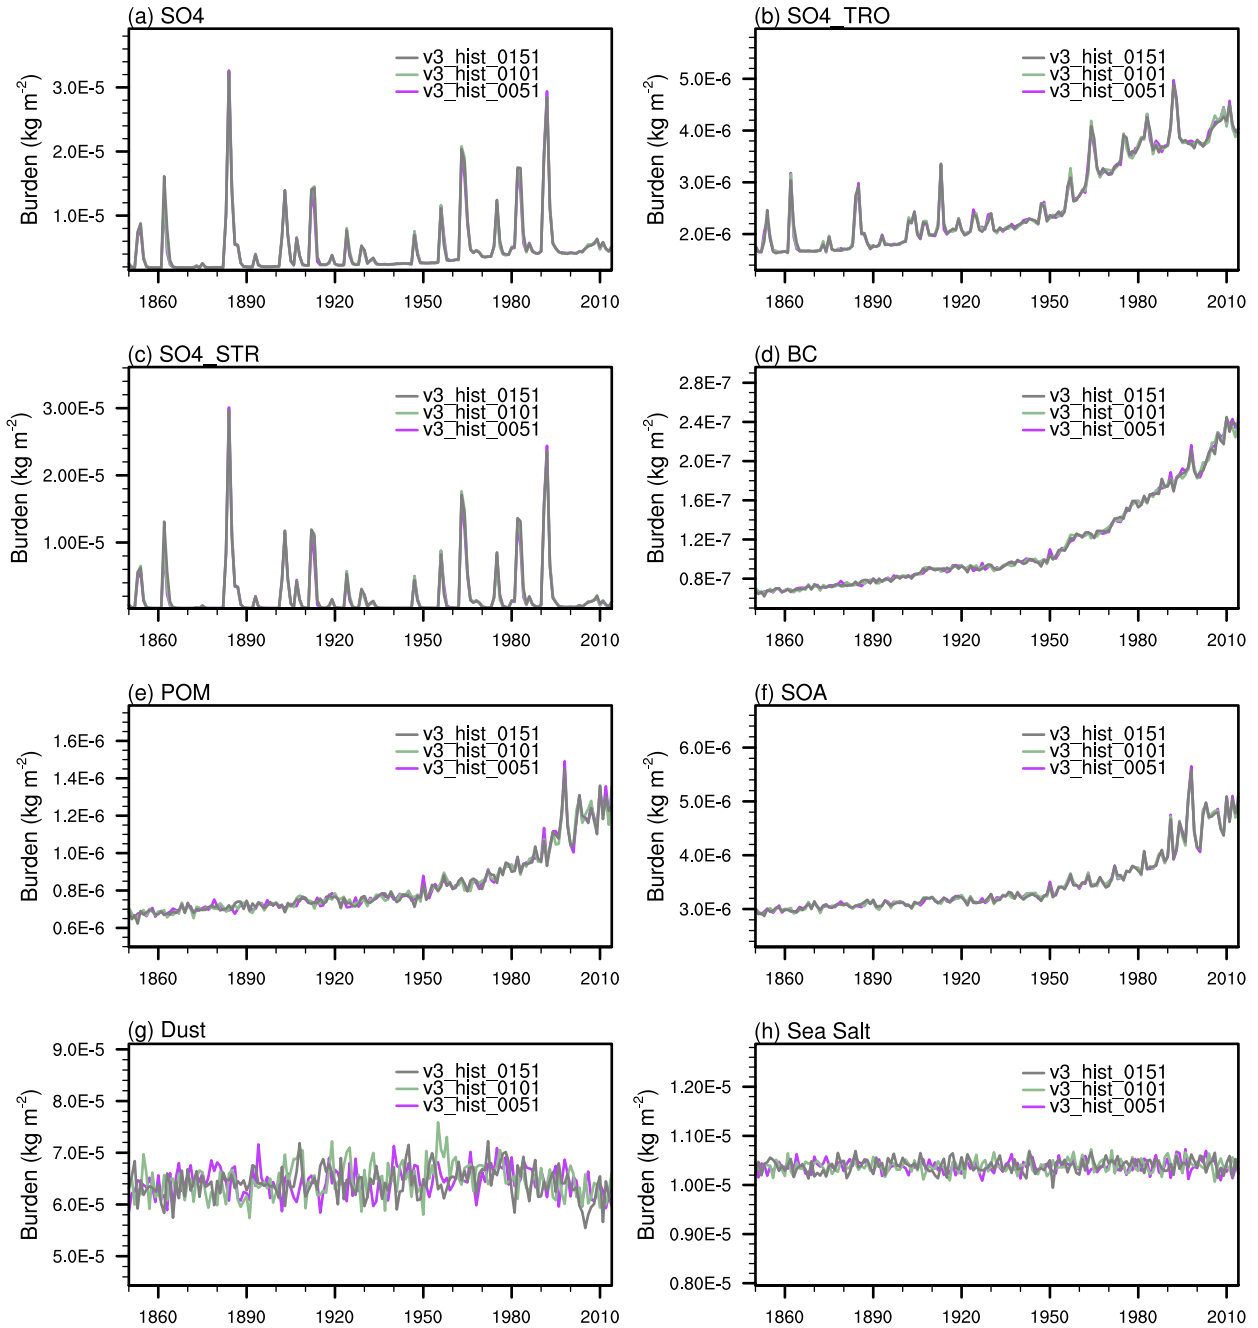 (a) SO4
Burden (kg m-2)
3.0E-5
2.0E-5
1.0E-5
v3_hist_0151
v3_hist_0101
v3_hist_0051
1860 1890 1920 1950 1980 2010
(b) SO4_TRO
Burden (kg m-2)
5.0E-6
4.0E-6
3.0E-6
2.0E-6
v3_hist_0151
v3_hist_0101
v3_hist_0051
1860 1890 1920 1950 1980 2010
(c) SO4_STR
Burden (kg m-2)
3.00E-5
2.00E-5
1.00E-5
v3_hist_0151
v3_hist_0101
v3_hist_0051
1860 1890 1920 1950 1980 2010
(d) BC
Burden (kg m-2)
2.8E-7
2.4E-7
2.0E-7
1.6E-7
1.2E-7
0.8E-7
v3_hist_0151
v3_hist_0101
v3_hist_0051
1860 1890 1920 1950 1980 2010
(e) POM
Burden (kg m-2)
1.6E-6
1.4E-6
1.2E-6
1.0E-6
0.8E-6
0.6E-6
v3_hist_0151
v3_hist_0101
v3_hist_0051
1860 1890 1920 1950 1980 2010
(f) SOA
Burden (kg m-2)
6.0E-6
5.0E-6
4.0E-6
3.0E-6
v3_hist_0151
v3_hist_0101
v3_hist_0051
1860 1890 1920 1950 1980 2010
(g) Dust
Burden (kg m-2)
9.0E-5
8.0E-5
7.0E-5
6.0E-5
5.0E-5
v3_hist_0151
v3_hist_0101
v3_hist_0051
1860 1890 1920 1950 1980 2010
(h) Sea Salt
Burden (kg m-2)
1.20E-5
1.10E-5
1.00E-5
0.90E-5
0.80E-5
v3_hist_0151
v3_hist_0101
v3_hist_0051
1860 1890 1920 1950 1980 2010